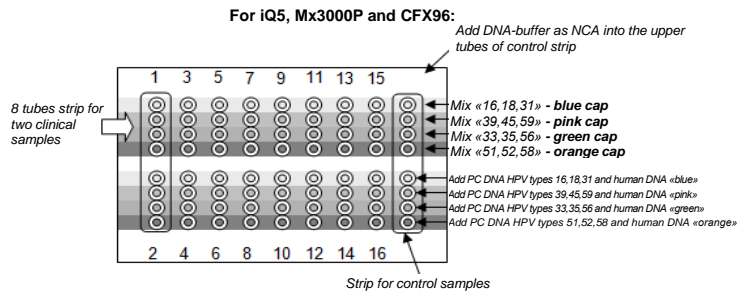 For iQ5, Mx3000P and CFX96:
Add DNA-buffer as NCA into the upper
tubes of control strip
1 3 5 7 9 11 13 15
8 tubes strip for
two clinical
samples
Mix «16,18,31» - blue cap
Mix «39,45,59» - pink cap
Mix «33,35,56» - green cap
Mix «51,52,58» - orange cap
Add PC DNA HPV types 16,18,31 and human DNA «blue»
Add PC DNA HPV types 39,45,59 and human DNA «pink»
Add PC DNA HPV types 33,35,56 and human DNA «green»
Add PC DNA HPV types 51,52,58 and human DNA «orange»
2 4 6 8 10 12 14 16
Strip for control samples